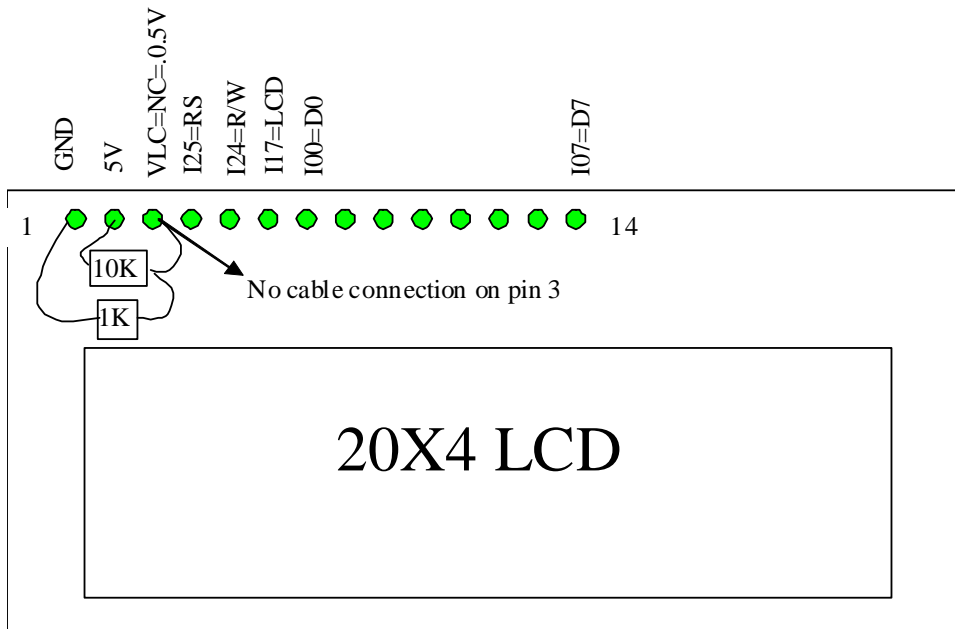 GND
5V
VLC=NC=.0.5V
I25=RS
I24=R/W
I17=LCD
I00=D0
I07=D7
1
14
10K
No cable connection on pin 3
1K
20X4 LCD